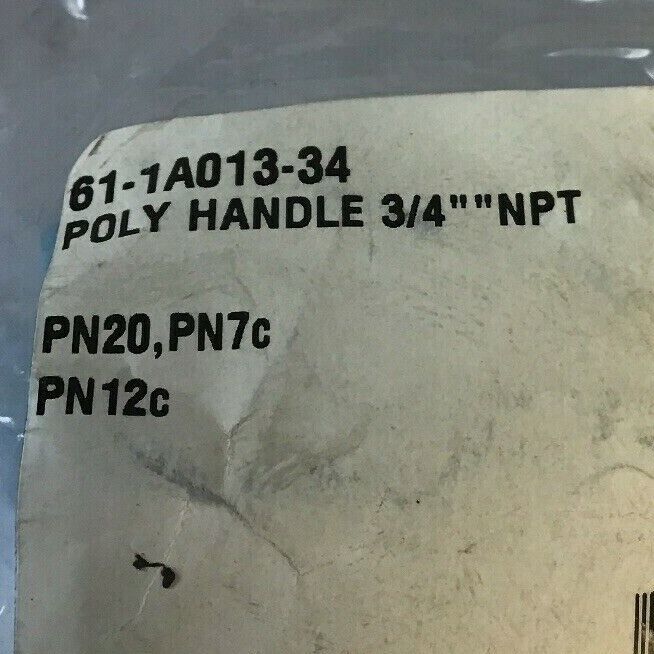 61-1A013-34
POLY HANDLE 3/4""NPT
PN20,PN7c
PN12c